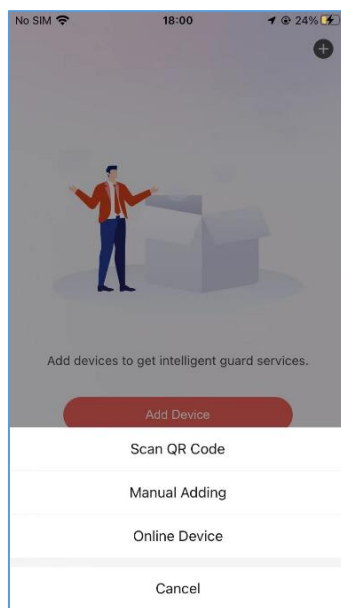 No SIM 18:00 24%
Add devices to get intelligent guard services.
Add Device
Scan QR Code
Manual Adding
Online Device
Cancel